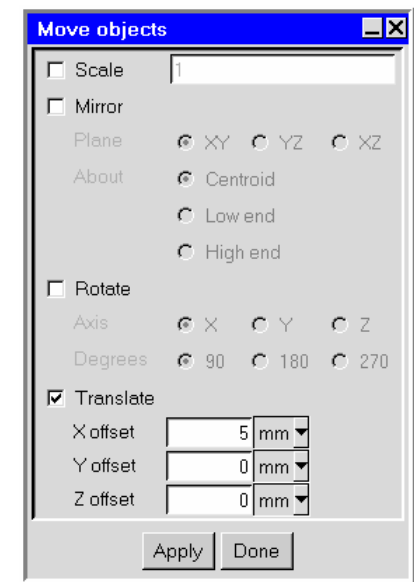 Move objects
Scale 1
Mirror
Plane XY YZ XZ
About Centroid
Low end
High end
Rotate
Axis X Y Z
Degrees 90 180 270
Translate
X offset 5 mm
Y offset 0 mm
Z offset 0 mm
Apply Done